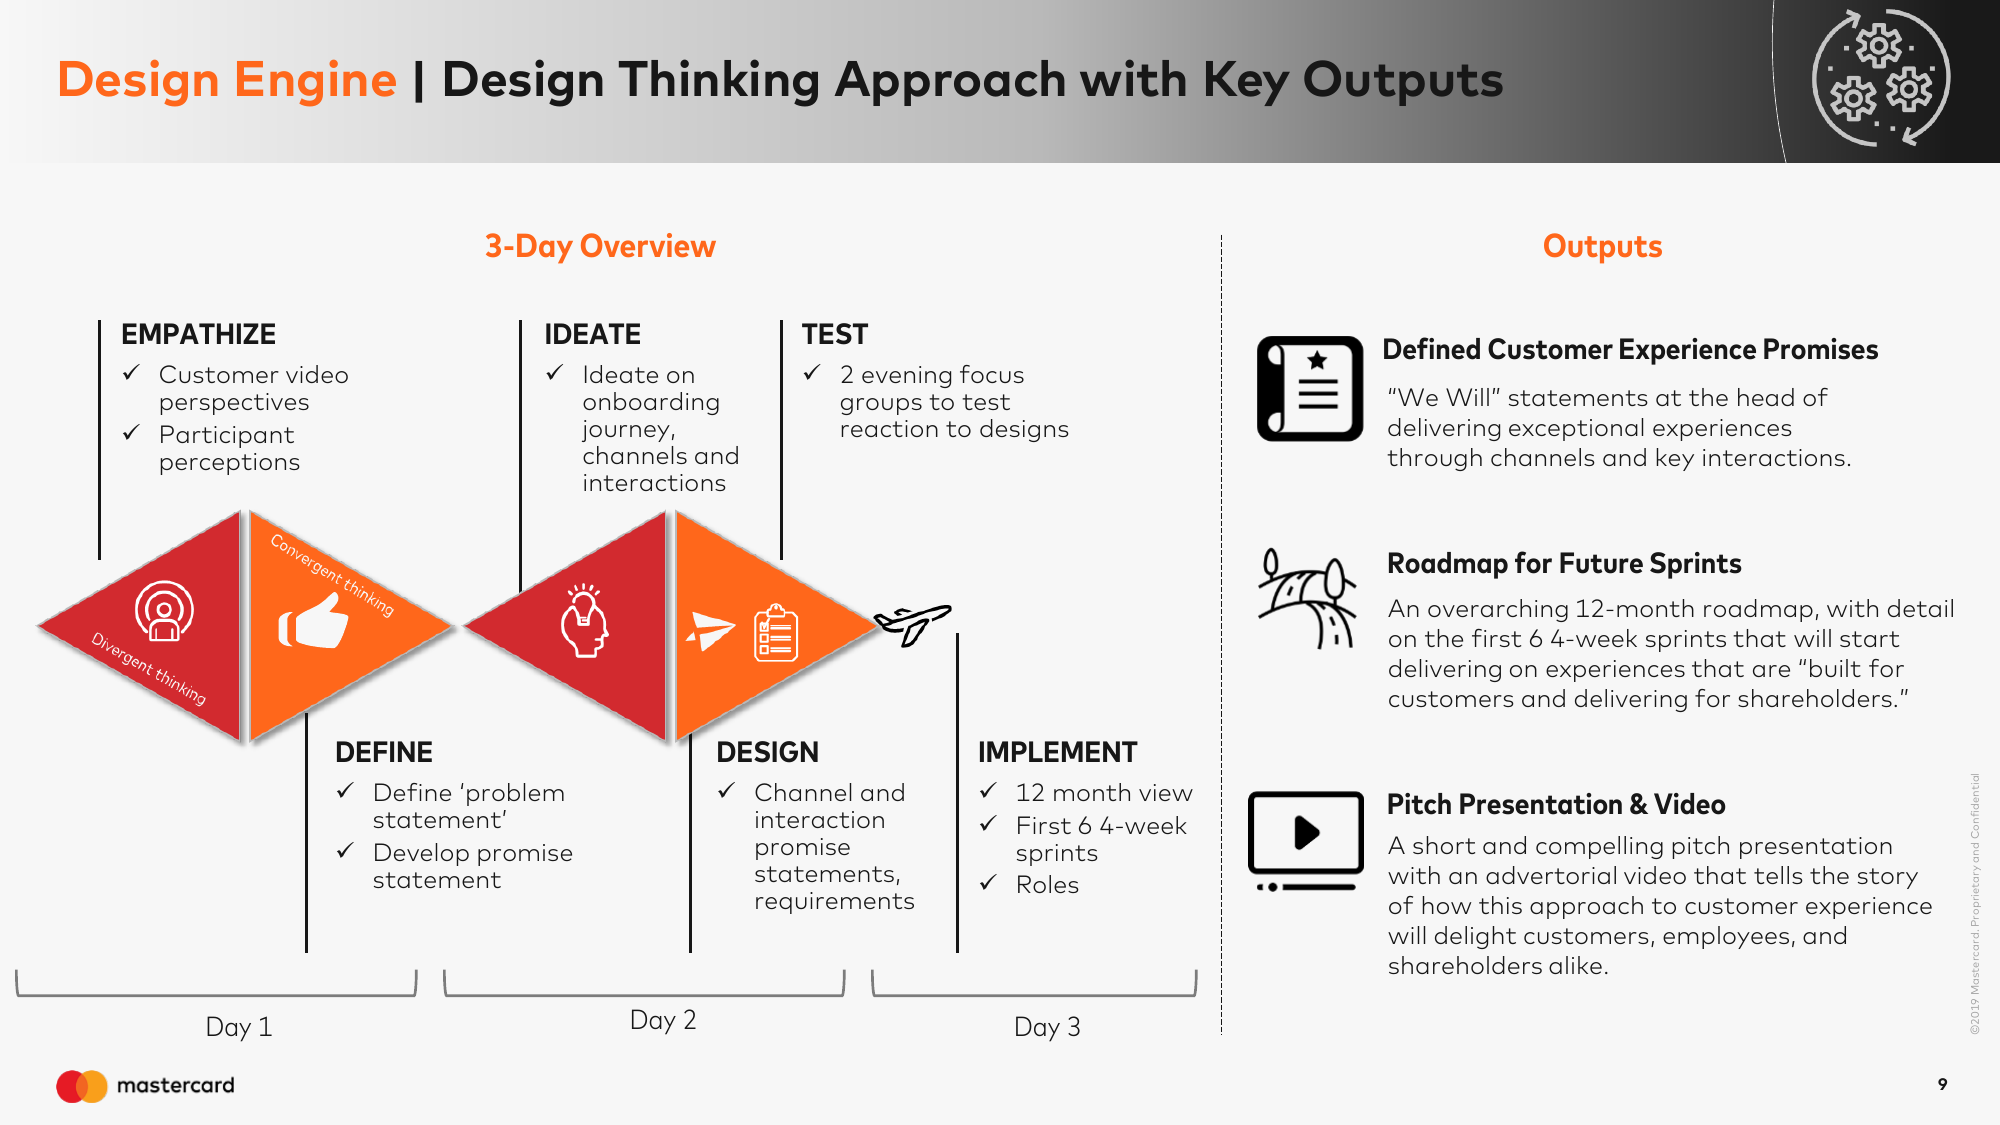 Design Engine | Design Thinking Approach with Key Outputs
3-Day Overview
EMPATHIZE
✓ Customer video
perspectives
✓ Participant
perceptions
IDEATE
✓ Ideate on
onboarding
journey,
channels and
interactions
TEST
✓ 2 evening focus
groups to test
reaction to designs
Divergent thinking
Convergent thinking
DEFINE
✓ Define ‘problem
statement’
✓ Develop promise
statement
DESIGN
✓ Channel and
interaction
promise
statements,
requirements
IMPLEMENT
✓ 12 month view
✓ First 6 4-week
sprints
✓ Roles
Day 1
Day 2
Day 3
Outputs
Defined Customer Experience Promises
“We Will” statements at the head of
delivering exceptional experiences
through channels and key interactions.
Roadmap for Future Sprints
An overarching 12-month roadmap, with detail
on the first 6 4-week sprints that will start
delivering on experiences that are “built for
customers and delivering for shareholders.”
Pitch Presentation & Video
A short and compelling pitch presentation
with an advertorial video that tells the story
of how this approach to customer experience
will delight customers, employees, and
shareholders alike.
©2019 Mastercard. Proprietary and Confidential
mastercard
9